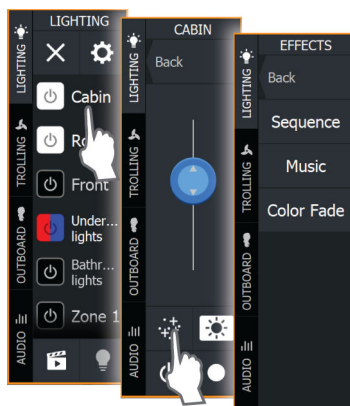 LIGHTING
LIGHTING
TROLLING
OUTBOARD
AUDIO
Cabin
Front
Under...
lights
Bathr...
lights
Zone 1
CABIN
LIGHTING
TROLLING
OUTBOARD
AUDIO
Back
EFFECTS
LIGHTING
TROLLING
OUTBOARD
AUDIO
Back
Sequence
Music
Color Fade